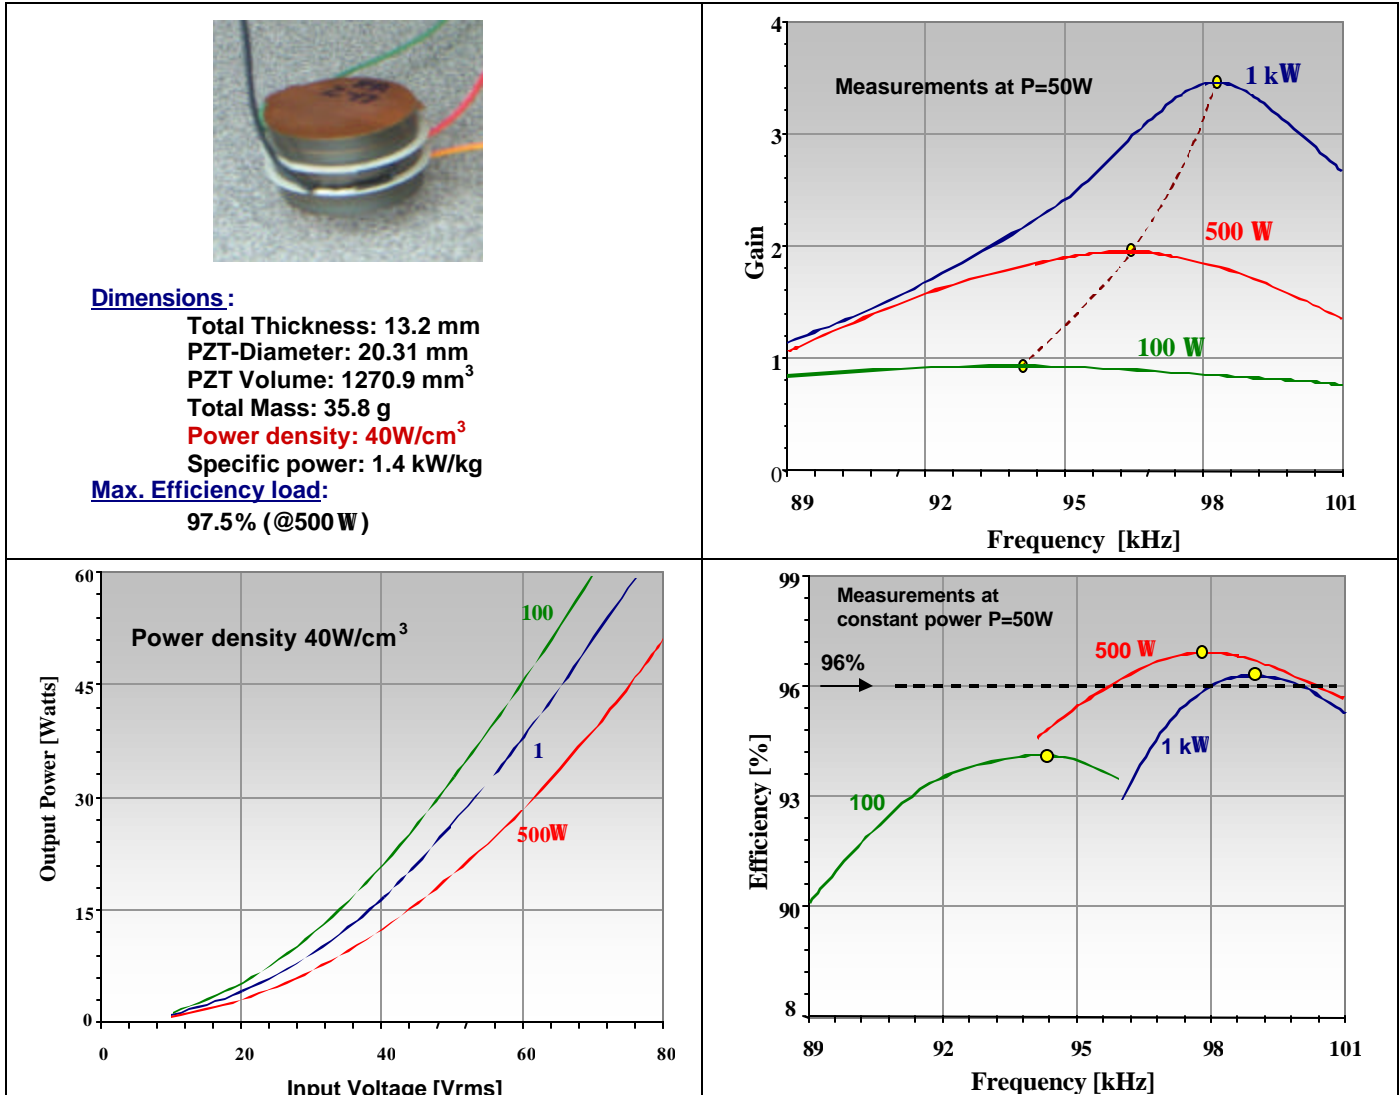 Dimensions:
Total Thickness: 13.2 mm
PZT-Diameter: 20.31 mm
PZT Volume: 1270.9 mm³
Total Mass: 35.8 g
Power density: 40W/cm³
Specific power: 1.4 kW/kg
Max. Efficiency load:
97.5% (@500W)
Measurements at P=50W
1 kW
500 W
100 W
Gain
4
3
2
1
0
89 92 95 98 101
Frequency [kHz]
Power density 40W/cm³
100
1
500W
Output Power [Watts]
60
45
30
15
0
0 20 40 60 80
Input Voltage [Vrms]
Measurements at
constant power P=50W
96%
500 W
1 kW
100
Efficiency [%]
99
96
93
90
8
89 92 95 98 101
Frequency [kHz]